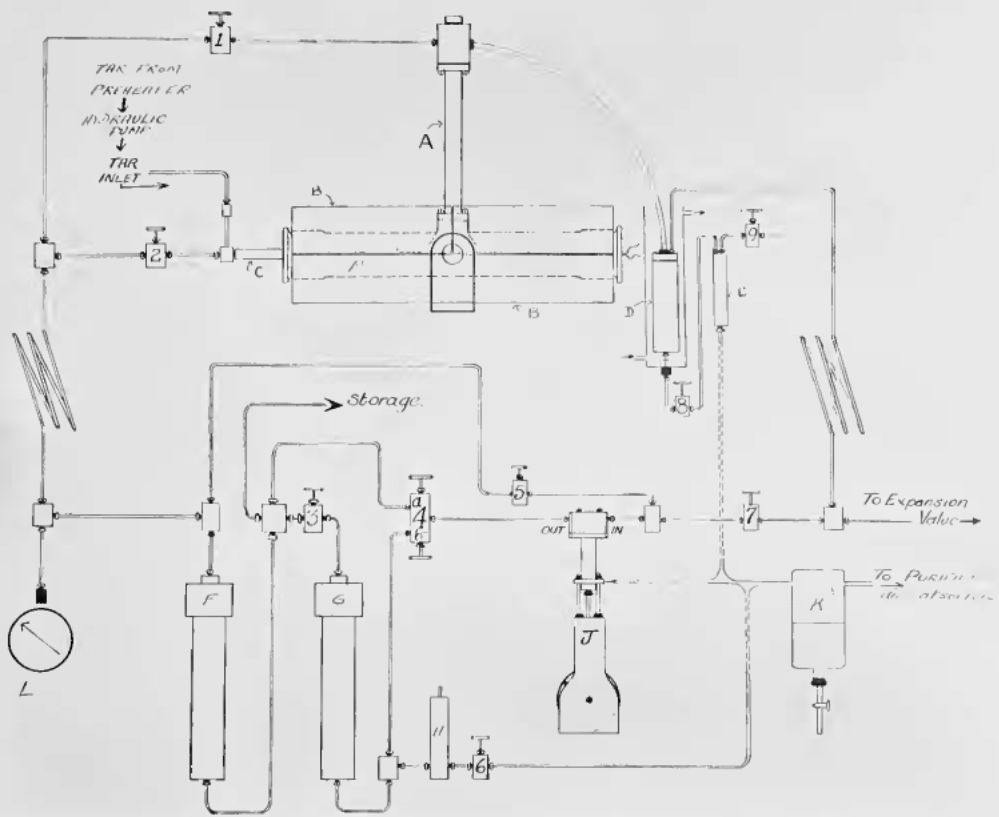 1
TAR FROM
PREHEATER
HYDRAULIC
PUMP
TAR
INLET
A
B
2
C
B
D
9
8
Storage.
a
4
b
5
3
OUT
IN
7
To Expansion
Valve
F
G
J
K
To
L
H
6